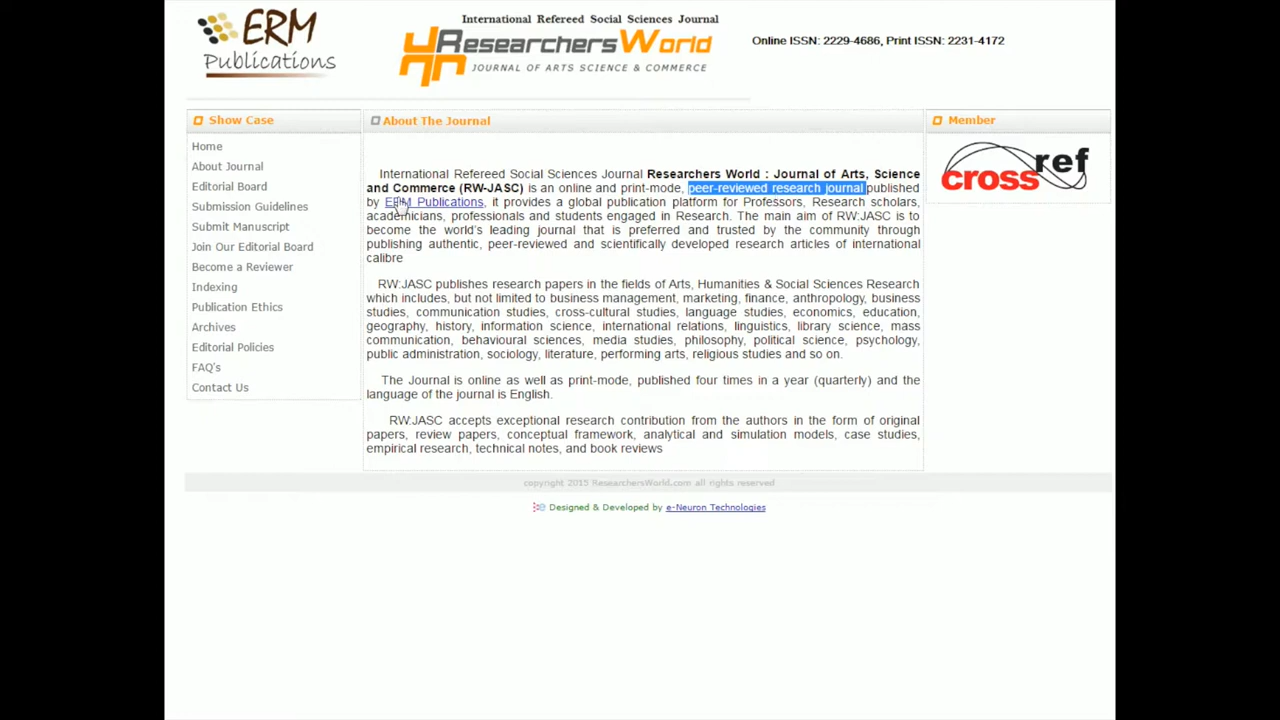 ERM
Publications
International Refereed Social Sciences Journal
ResearchersWorld
JOURNAL OF ARTS SCIENCE & COMMERCE
Online ISSN: 2229-4686, Print ISSN: 2231-4172
Show Case
Home
About Journal
Editorial Board
Submission Guidelines
Submit Manuscript
Join Our Editorial Board
Become a Reviewer
Indexing
Publication Ethics
Archives
Editorial Policies
FAQ's
Contact Us
About The Journal
International Refereed Social Sciences Journal Researchers World : Journal of Arts, Science
and Commerce (RW-JASC) is an online and print-mode, peer-reviewed research journal published
by ERM Publications, it provides a global publication platform for Professors, Research scholars,
academicians, professionals and students engaged in Research. The main aim of RW:JASC is to
become the world's leading journal that is preferred and trusted by the community through
publishing authentic, peer-reviewed and scientifically developed research articles of international
calibre
RW:JASC publishes research papers in the fields of Arts, Humanities & Social Sciences Research
which includes, but not limited to business management, marketing, finance, anthropology, business
studies, communication studies, cross-cultural studies, language studies, economics, education,
geography, history, information science, international relations, linguistics, library science, mass
communication, behavioural sciences, media studies, philosophy, political science, psychology,
public administration, sociology, literature, performing arts, religious studies and so on.
The Journal is online as well as print-mode, published four times in a year (quarterly) and the
language of the journal is English.
RW:JASC accepts exceptional research contribution from the authors in the form of original
papers, review papers, conceptual framework, analytical and simulation models, case studies,
empirical research, technical notes, and book reviews
Member
cross ref
copyright 2015 ResearchersWorld.com all rights reserved
Designed & Developed by e-Neuron Technologies